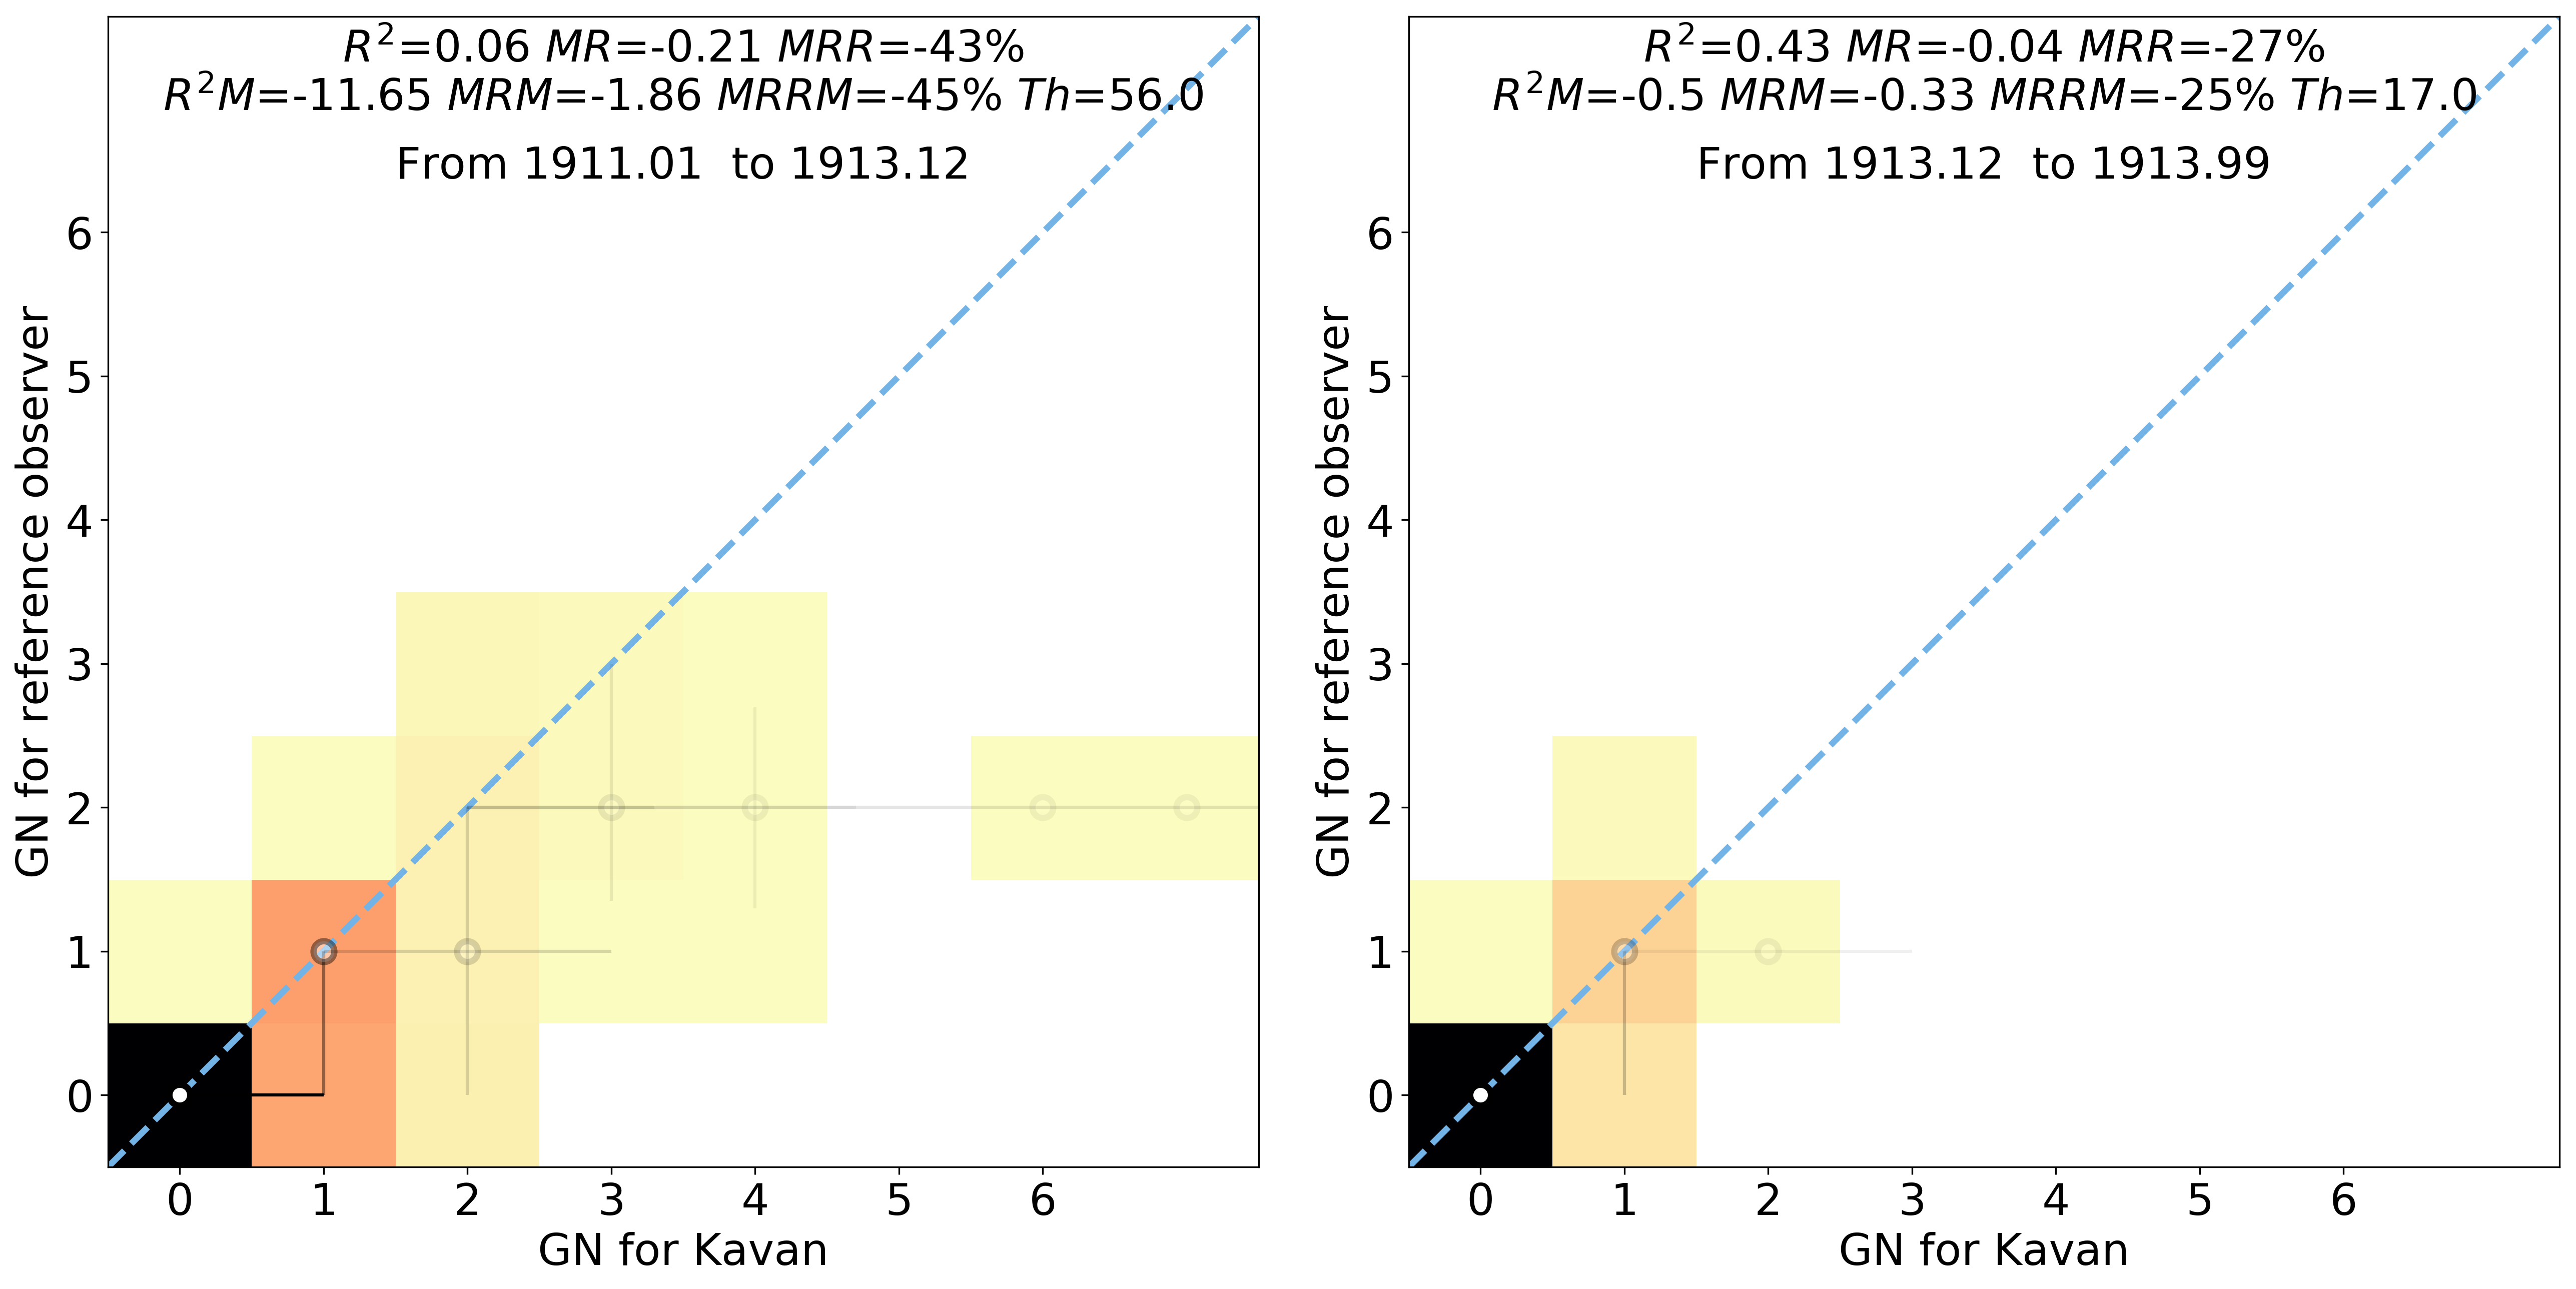 R²=0.06 MR=-0.21 MRR=-43%
R²M=-11.65 MRM=-1.86 MRRM=-45% Th=56.0
From 1911.01  to 1913.12
GN for reference observer
6
5
4
3
2
1
0
0 1 2 3 4 5 6
GN for Kavan
R²=0.43 MR=-0.04 MRR=-27%
R²M=-0.5 MRM=-0.33 MRRM=-25% Th=17.0
From 1913.12  to 1913.99
GN for reference observer
6
5
4
3
2
1
0
0 1 2 3 4 5 6
GN for Kavan